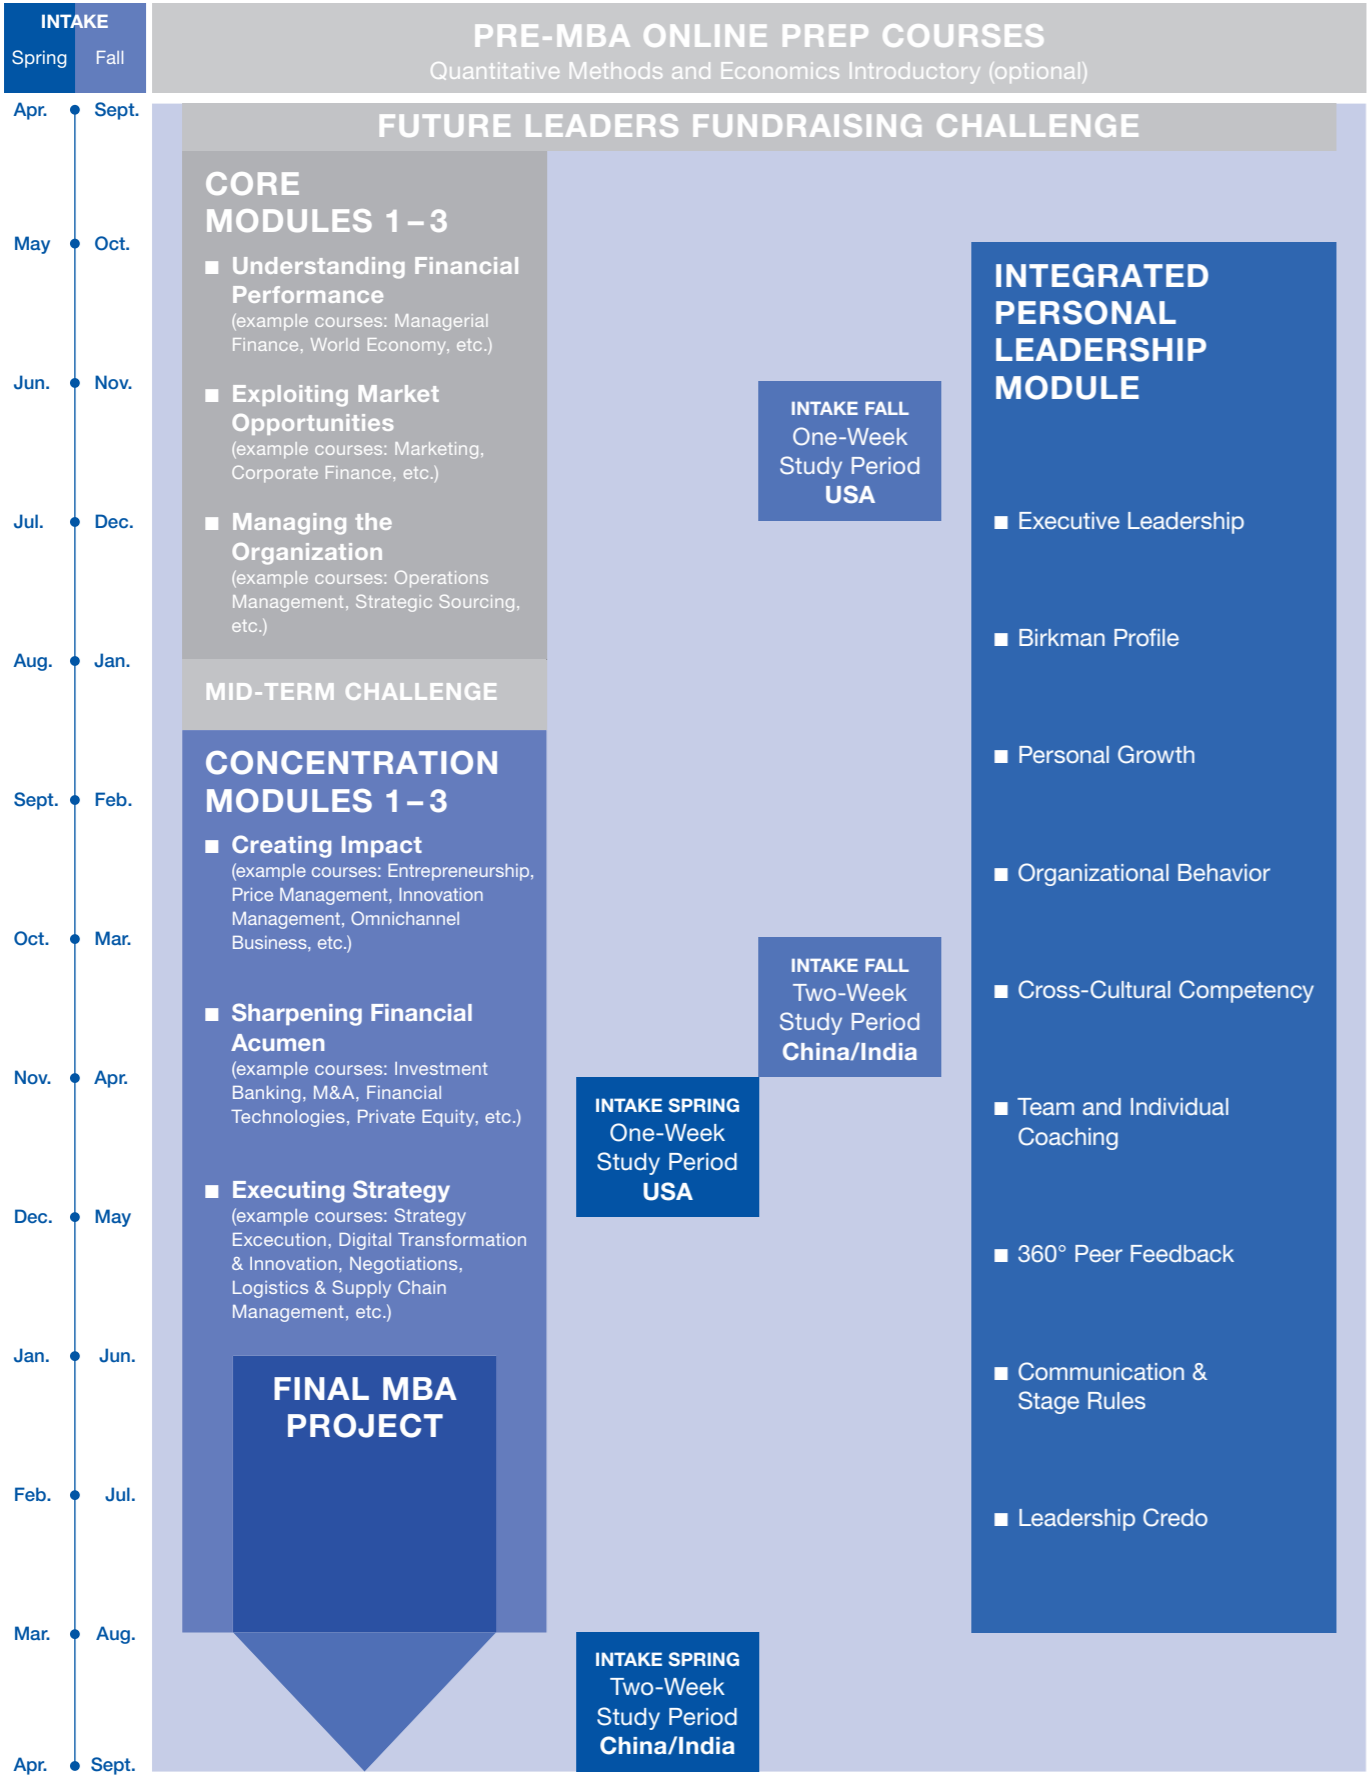 INTAKE
Spring Fall
PRE-MBA ONLINE PREP COURSES
Quantitative Methods and Economics Introductory (optional)
Apr. Sept.
May Oct.
Jun. Nov.
Jul. Dec.
Aug. Jan.
Sept. Feb.
Oct. Mar.
Nov. Apr.
Dec. May
Jan. Jun.
Feb. Jul.
Mar. Aug.
Apr. Sept.
FUTURE LEADERS FUNDRAISING CHALLENGE
CORE
MODULES 1 – 3
■ Understanding Financial
Performance
(example courses: Managerial
Finance, World Economy, etc.)
■ Exploiting Market
Opportunities
(example courses: Marketing,
Corporate Finance, etc.)
■ Managing the
Organization
(example courses: Operations
Management, Strategic Sourcing,
etc.)
MID-TERM CHALLENGE
CONCENTRATION
MODULES 1 – 3
■ Creating Impact
(example courses: Entrepreneurship,
Price Management, Innovation
Management, Omnichannel
Business, etc.)
■ Sharpening Financial
Acumen
(example courses: Investment
Banking, M&A, Financial
Technologies, Private Equity, etc.)
■ Executing Strategy
(example courses: Strategy
Excecution, Digital Transformation
& Innovation, Negotiations,
Logistics & Supply Chain
Management, etc.)
FINAL MBA
PROJECT
INTAKE SPRING
One-Week
Study Period
USA
INTAKE SPRING
Two-Week
Study Period
China/India
INTAKE FALL
One-Week
Study Period
USA
INTAKE FALL
Two-Week
Study Period
China/India
INTEGRATED
PERSONAL
LEADERSHIP
MODULE
■ Executive Leadership
■ Birkman Profile
■ Personal Growth
■ Organizational Behavior
■ Cross-Cultural Competency
■ Team and Individual
Coaching
■ 360° Peer Feedback
■ Communication &
Stage Rules
■ Leadership Credo